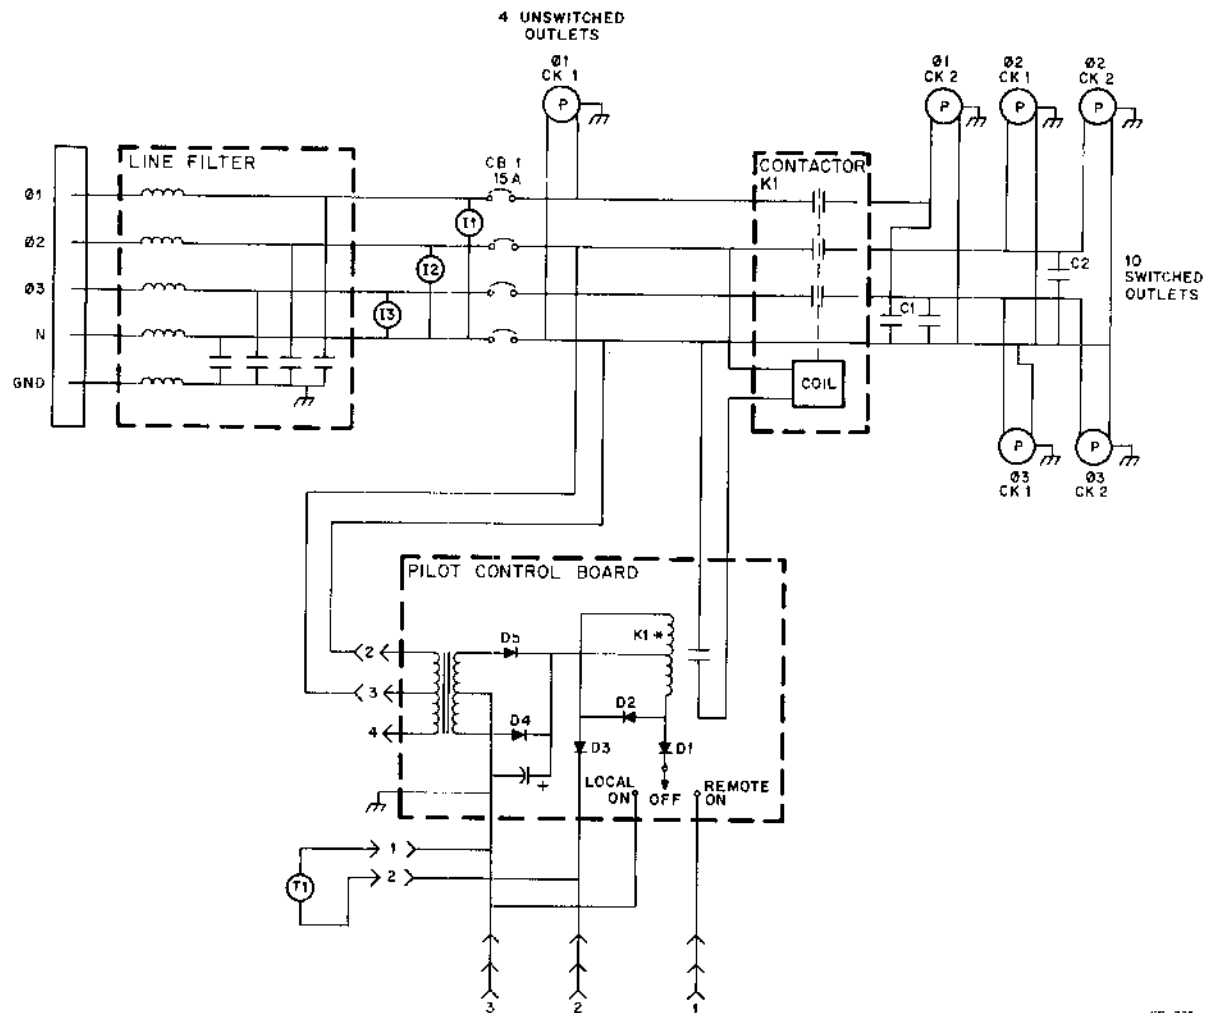 4 UNSWITCHED
OUTLETS
Ø1
CK 1
Ø1
CK 2
Ø2
CK 1
Ø2
CK 2
LINE FILTER
CB 1
15A
CONTACTOR
K1
Ø1
I1
Ø2
I2
C2
10
SWITCHED
OUTLETS
Ø3
I3
C1
N
GND
COIL
P
P
P
P
P
P
Ø3
CK 1
Ø3
CK 2
PILOT CONTROL BOARD
K1*
D5
2
3
D2
4
D4
D3
D1
+
LOCAL
ON
OFF
REMOTE
ON
1
T1
2
3
2
1